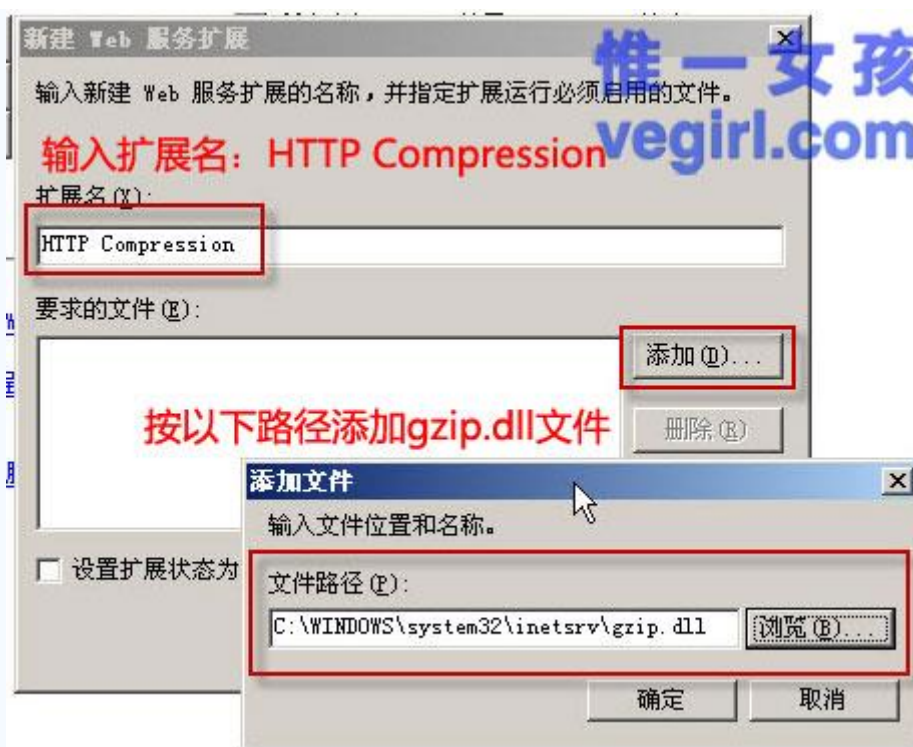 新建 Web 服务扩展
惟一女孩
vegirl.com
输入新建 Web 服务扩展的名称，并指定扩展运行必须启用的文件。
输入扩展名：HTTP Compression
扩展名(X):
HTTP Compression
要求的文件(E):
添加(D)...
按以下路径添加gzip.dll文件
删除(R)
添加文件
输入文件位置和名称。
设置扩展状态为
文件路径(P):
C:\WINDOWS\system32\inetsrv\gzip.dll
浏览(B)...
确定
取消